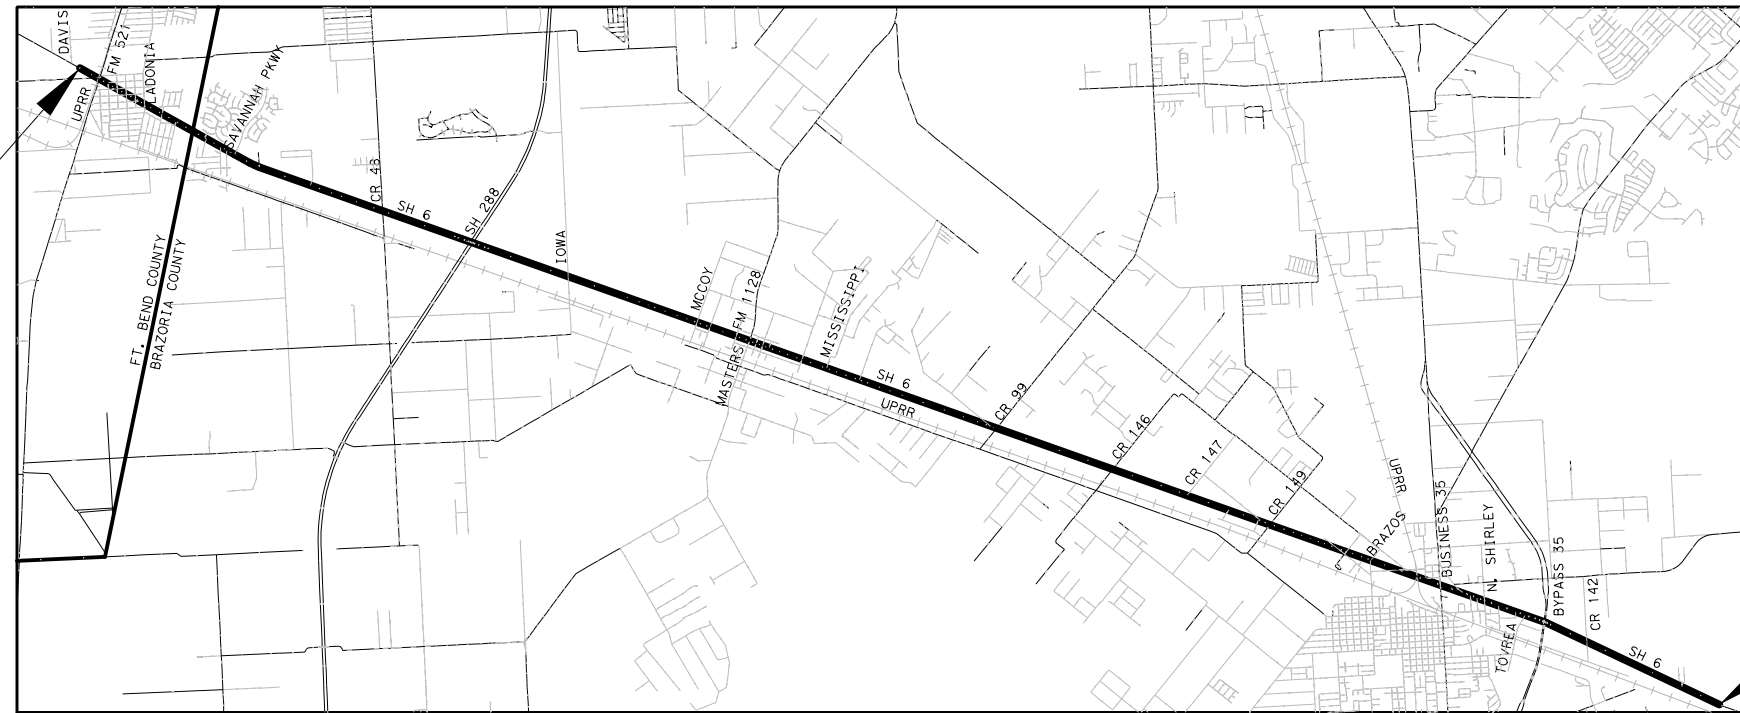 DAVIS
FM 521
LADONIA
UPRR
SAVANNAH PKWY
CR 48
SH 6
SH 288
IOWA
FT. BEND COUNTY
BRAZORIA COUNTY
MCCOY
FM 1128
MASTERS
MISSISSIPPI
SH 6
UPRR
CR 99
CR 146
CR 147
CR 149
UPRR
BRAZOS
BUSINESS 35
N. SHIRLEY
BYPASS 35
CR 142
TOVREA
SH 6